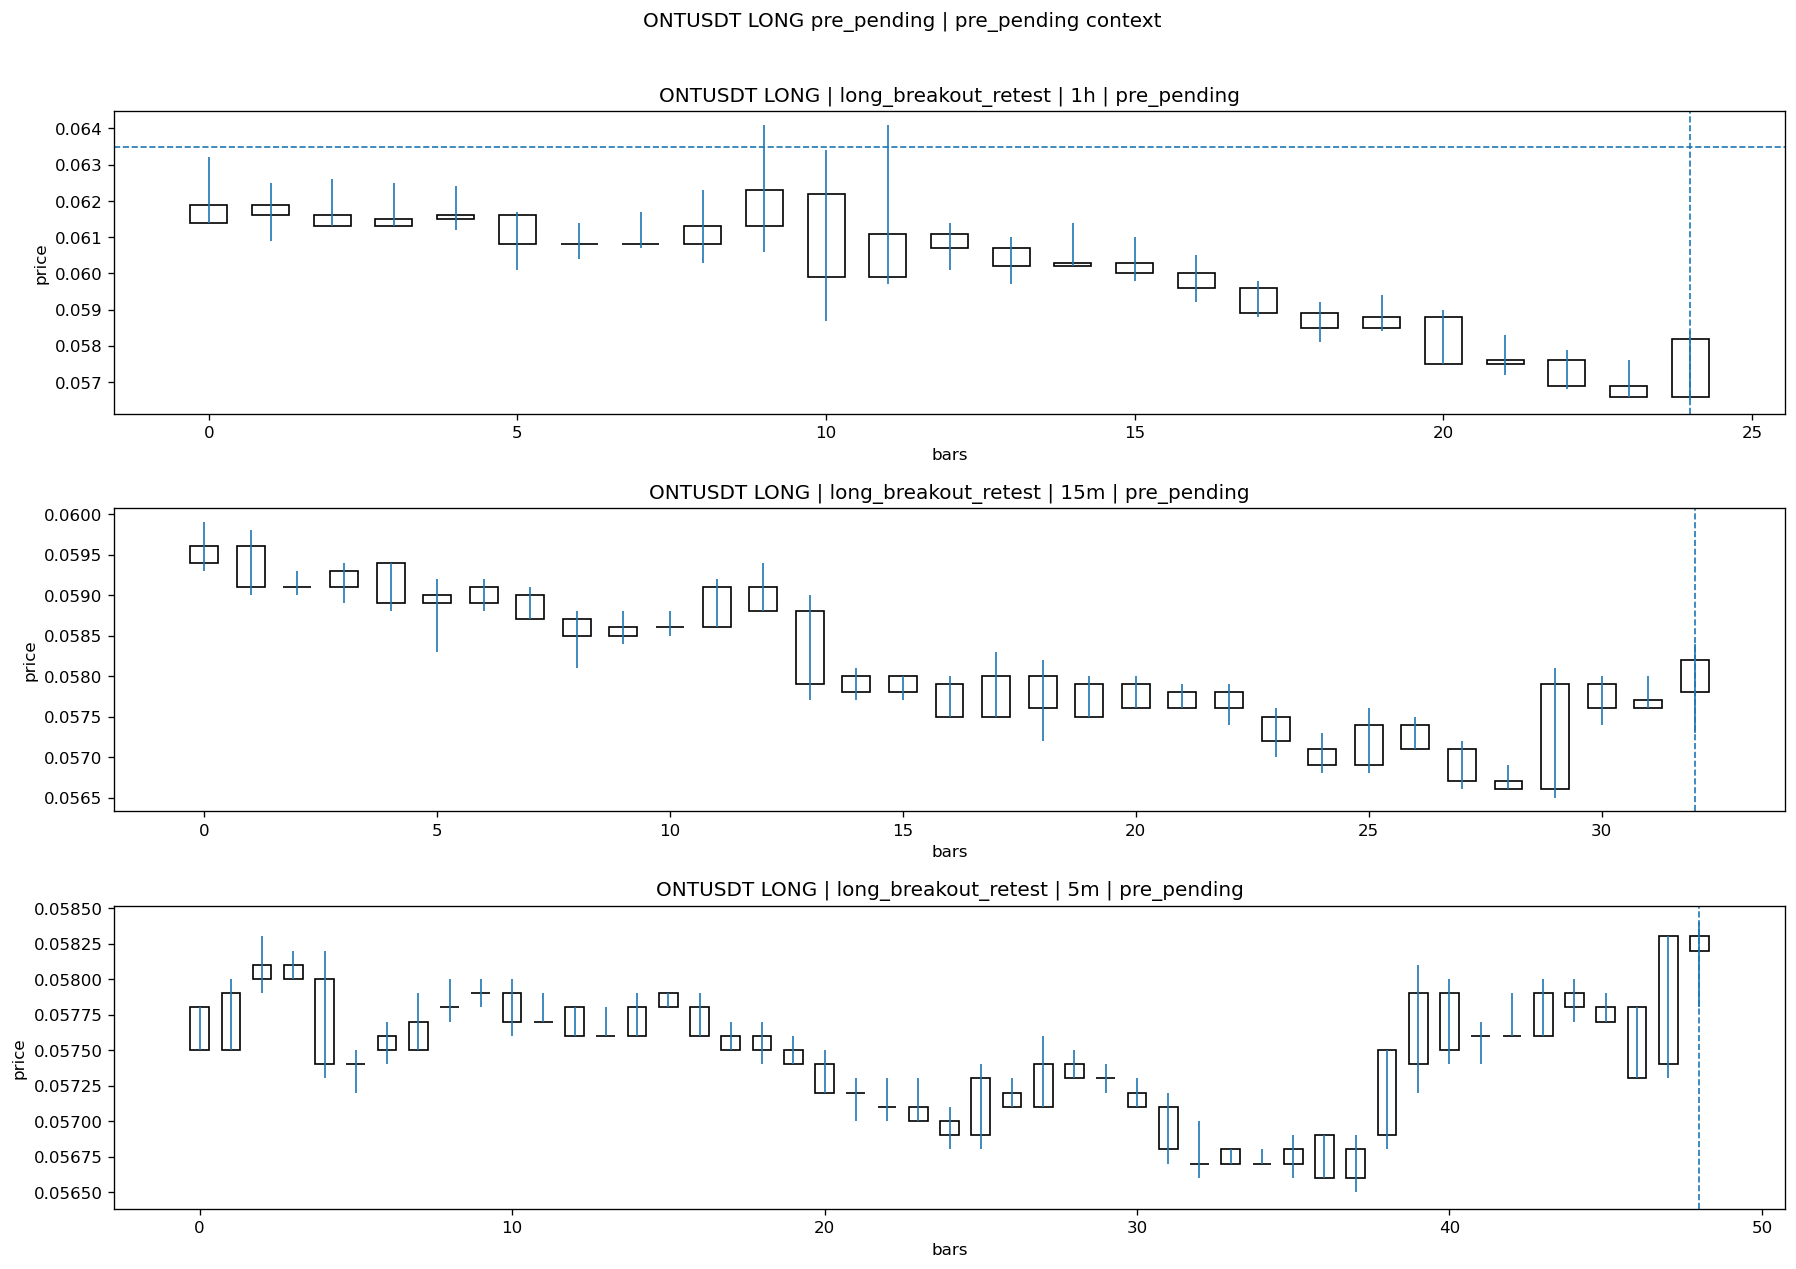 ONTUSDT LONG pre_pending | pre_pending context
ONTUSDT LONG | long_breakout_retest | 1h | pre_pending
0.064
0.063
0.062
0.061
0.060
0.059
0.058
0.057
price
0 5 10 15 20 25
bars
ONTUSDT LONG | long_breakout_retest | 15m | pre_pending
0.0600
0.0595
0.0590
0.0585
0.0580
0.0575
0.0570
0.0565
price
0 5 10 15 20 25 30
bars
ONTUSDT LONG | long_breakout_retest | 5m | pre_pending
0.05850
0.05825
0.05800
0.05775
0.05750
0.05725
0.05700
0.05675
0.05650
price
0 10 20 30 40 50
bars